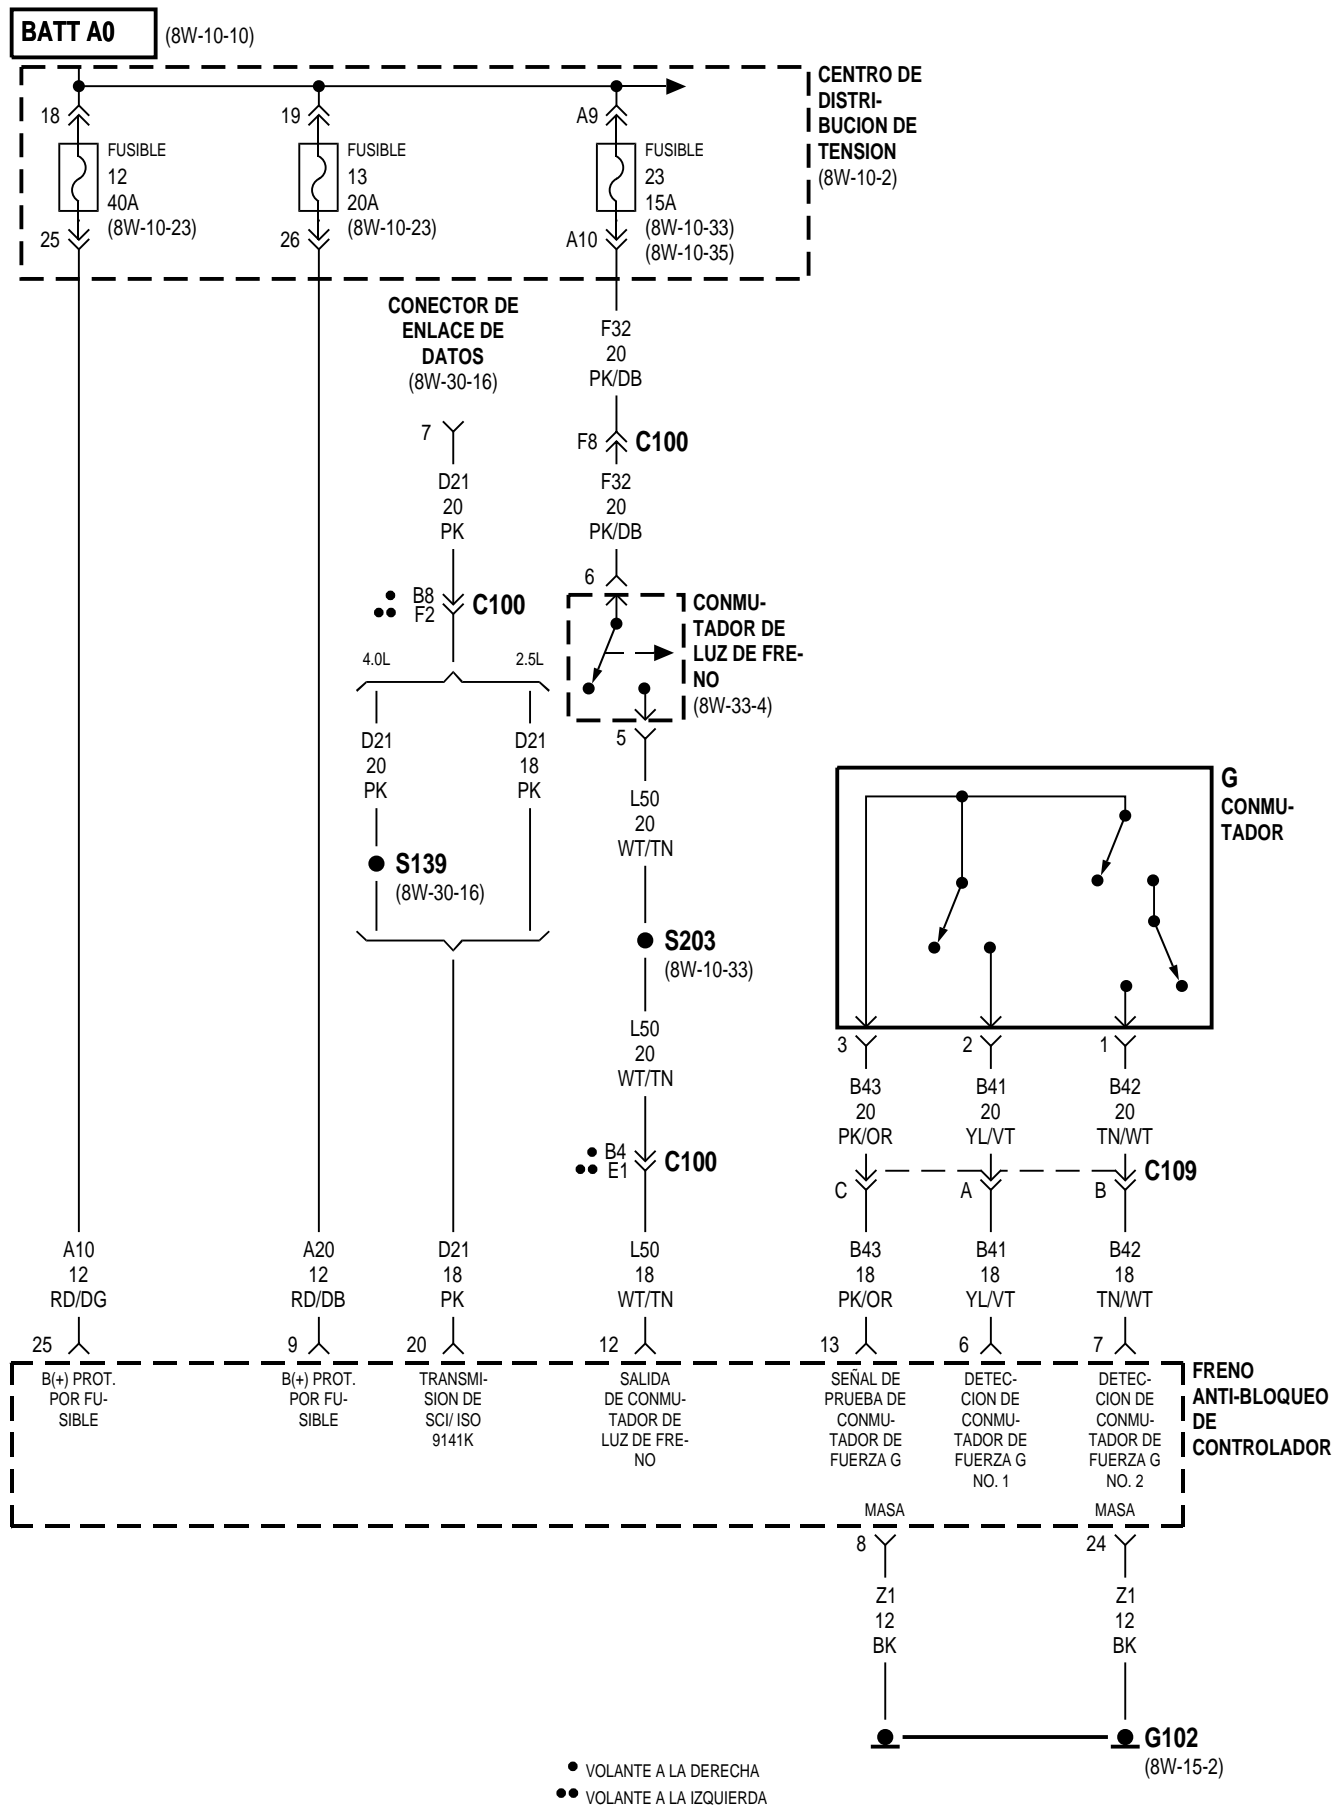 BATT A0 (8W-10-10)
CENTRO DE
DISTRI-
BUCION DE
TENSION
(8W-10-2)
18
FUSIBLE
12
40A
(8W-10-23)
25
19
FUSIBLE
13
20A
(8W-10-23)
26
A9
FUSIBLE
23
15A
(8W-10-33)
(8W-10-35)
A10
CONECTOR DE
ENLACE DE
DATOS
(8W-30-16)
7
D21
20
PK
B8
F2
C100
4.0L
2.5L
D21
20
PK
D21
18
PK
S139
(8W-30-16)
F32
20
PK/DB
F8 C100
F32
20
PK/DB
6
CONMU-
TADOR DE
LUZ DE FRE-
NO
(8W-33-4)
5
L50
20
WT/TN
S203
(8W-10-33)
L50
20
WT/TN
B4
E1
C100
G
CONMU-
TADOR
3
2
1
B43
20
PK/OR
B41
20
YL/VT
B42
20
TN/WT
C
A
B
C109
A10
12
RD/DG
A20
12
RD/DB
D21
18
PK
L50
18
WT/TN
B43
18
PK/OR
B41
18
YL/VT
B42
18
TN/WT
25
9
20
12
13
6
7
B(+) PROT.
POR FU-
SIBLE
B(+) PROT.
POR FU-
SIBLE
TRANSMI-
SION DE
SCI/ ISO
9141K
SALIDA
DE CONMU-
TADOR DE
LUZ DE FRE-
NO
SEÑAL DE
PRUEBA DE
CONMU-
TADOR DE
FUERZA G
DETEC-
CION DE
CONMU-
TADOR DE
FUERZA G
NO. 1
DETEC-
CION DE
CONMU-
TADOR DE
FUERZA G
NO. 2
FRENO
ANTI-BLOQUEO
DE
CONTROLADOR
MASA
MASA
8
24
Z1
12
BK
Z1
12
BK
G102
(8W-15-2)
VOLANTE A LA DERECHA
VOLANTE A LA IZQUIERDA